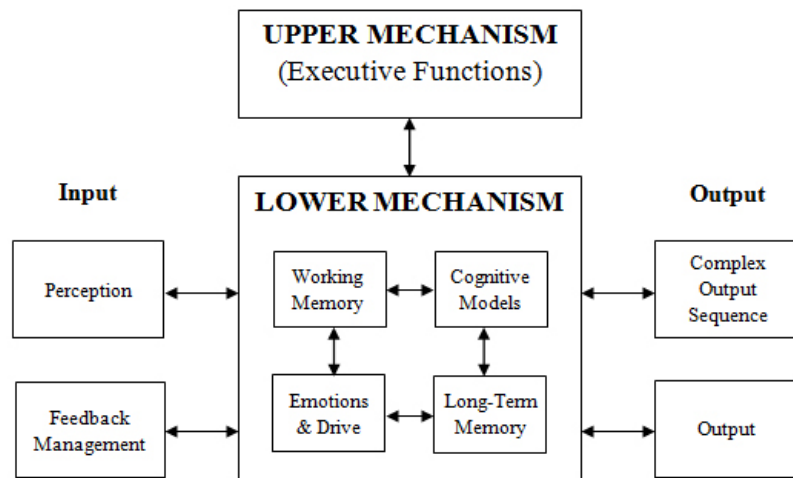 UPPER MECHANISM
(Executive Functions)
Input
LOWER MECHANISM
Output
Perception
Working
Memory
Cognitive
Models
Complex
Output
Sequence
Feedback
Management
Emotions
& Drive
Long-Term
Memory
Output